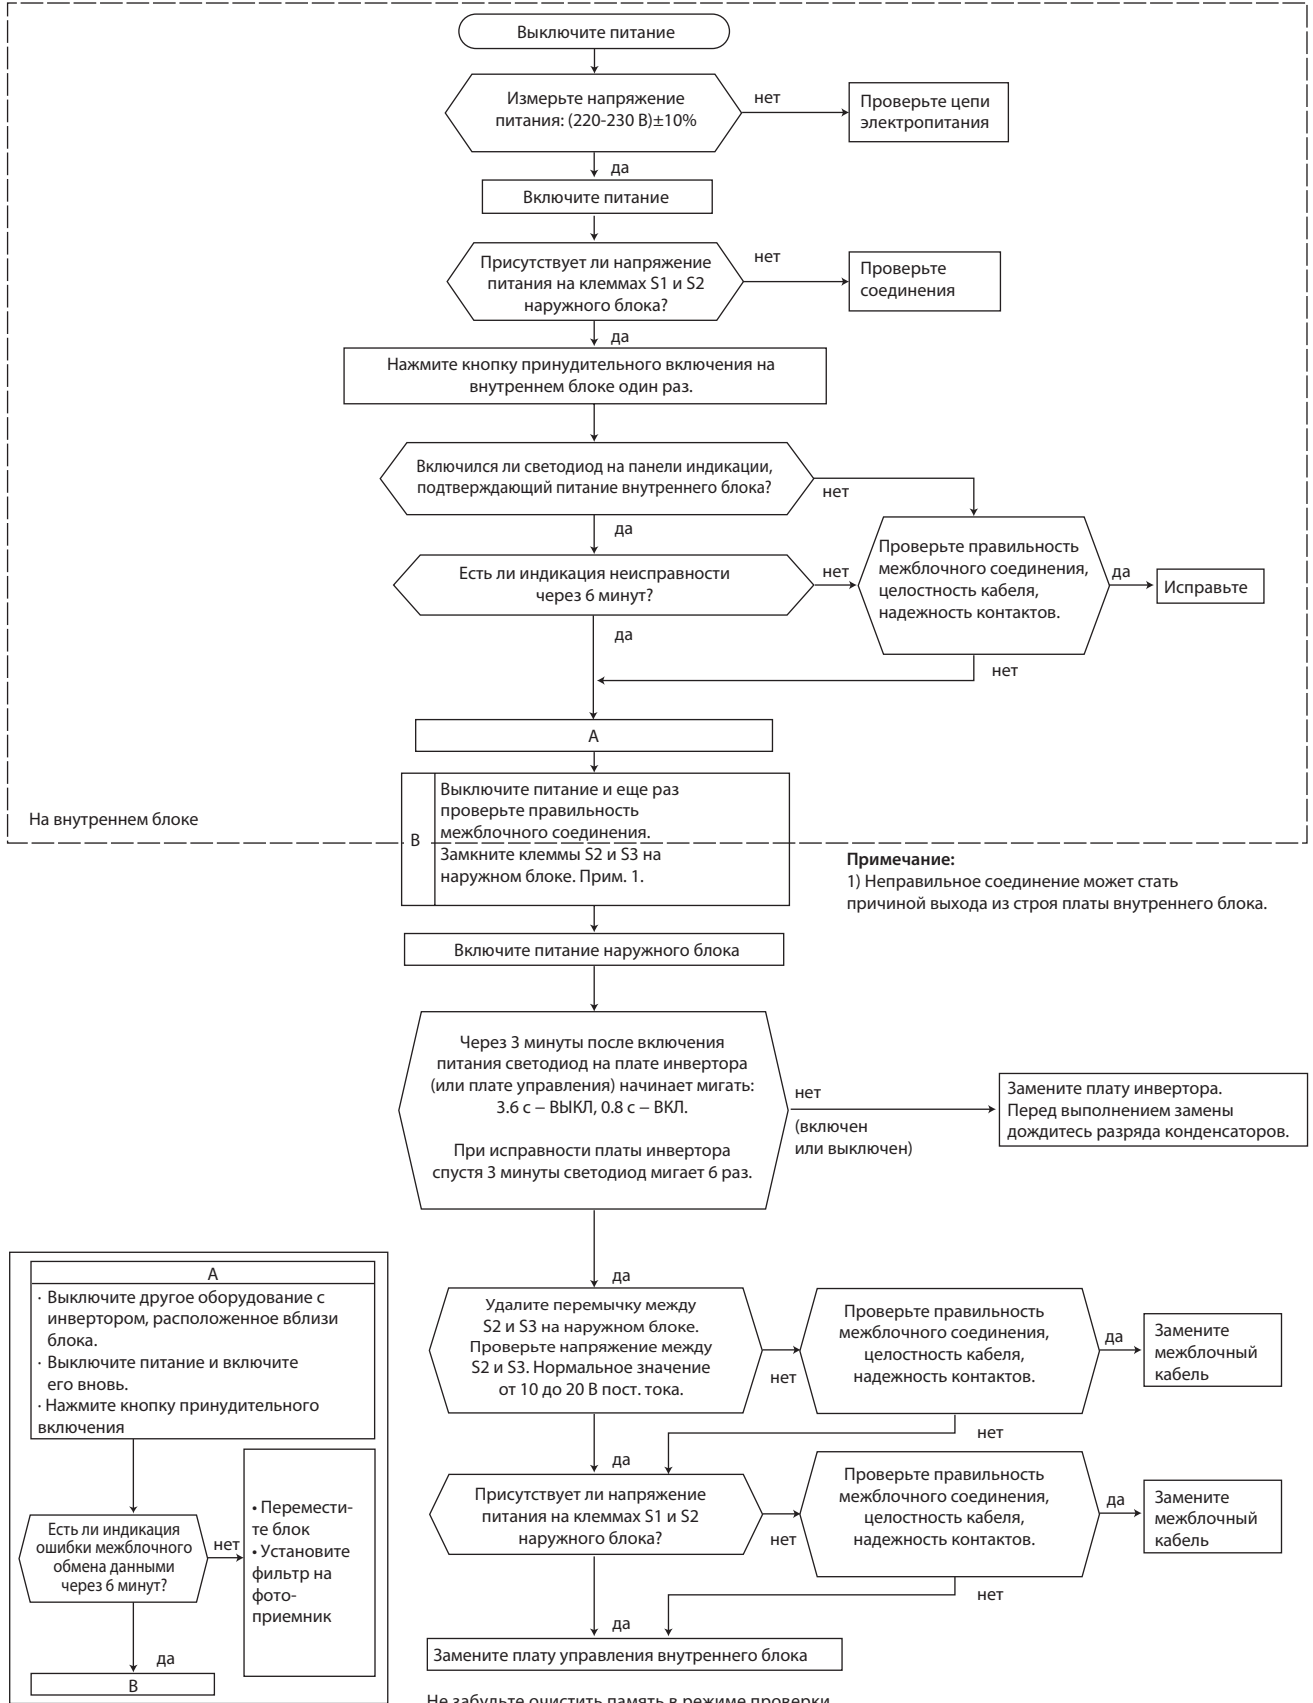 Выключите питание
Измерьте напряжение
питания: (220-230 В)±10%
нет
Проверьте цепи
электропитания
да
Включите питание
Присутствует ли напряжение
питания на клеммах S1 и S2
наружного блока?
нет
Проверьте
соединения
да
Нажмите кнопку принудительного включения на
внутреннем блоке один раз.
Включился ли светодиод на панели индикации,
подтверждающий питание внутреннего блока?
нет
да
Есть ли индикация неисправности
через 6 минут?
нет
Проверьте правильность
межблочного соединения,
целостность кабеля,
надежность контактов.
да
Исправьте
да
нет
A
На внутреннем блоке
B
Выключите питание и еще раз
проверьте правильность
межблочного соединения.
Замкните клеммы S2 и S3 на
наружном блоке. Прим. 1.
Примечание:
1) Неправильное соединение может стать
причиной выхода из строя платы внутреннего блока.
Включите питание наружного блока
Через 3 минуты после включения
питания светодиод на плате инвертора
(или плате управления) начинает мигать:
3.6 с – ВЫКЛ, 0.8 с – ВКЛ.
При исправности платы инвертора
спустя 3 минуты светодиод мигает 6 раз.
нет
(включен
или выключен)
Замените плату инвертора.
Перед выполнением замены
дождитесь разряда конденсаторов.
да
Удалите перемычку между
S2 и S3 на наружном блоке.
Проверьте напряжение между
S2 и S3. Нормальное значение
от 10 до 20 В пост. тока.
нет
Проверьте правильность
межблочного соединения,
целостность кабеля,
надежность контактов.
да
Замените
межблочный
кабель
нет
да
Присутствует ли напряжение
питания на клеммах S1 и S2
наружного блока?
нет
Проверьте правильность
межблочного соединения,
целостность кабеля,
надежность контактов.
да
Замените
межблочный
кабель
нет
да
Замените плату управления внутреннего блока
Не забудьте очистить память в режиме проверки
A
· Выключите другое оборудование с
инвертором, расположенное вблизи
блока.
· Выключите питание и включите
его вновь.
· Нажмите кнопку принудительного
включения
Есть ли индикация
ошибки межблочного
обмена данными
через 6 минут?
нет
• Перемести-
те блок
• Установите
фильтр на
фото-
приемник
да
B